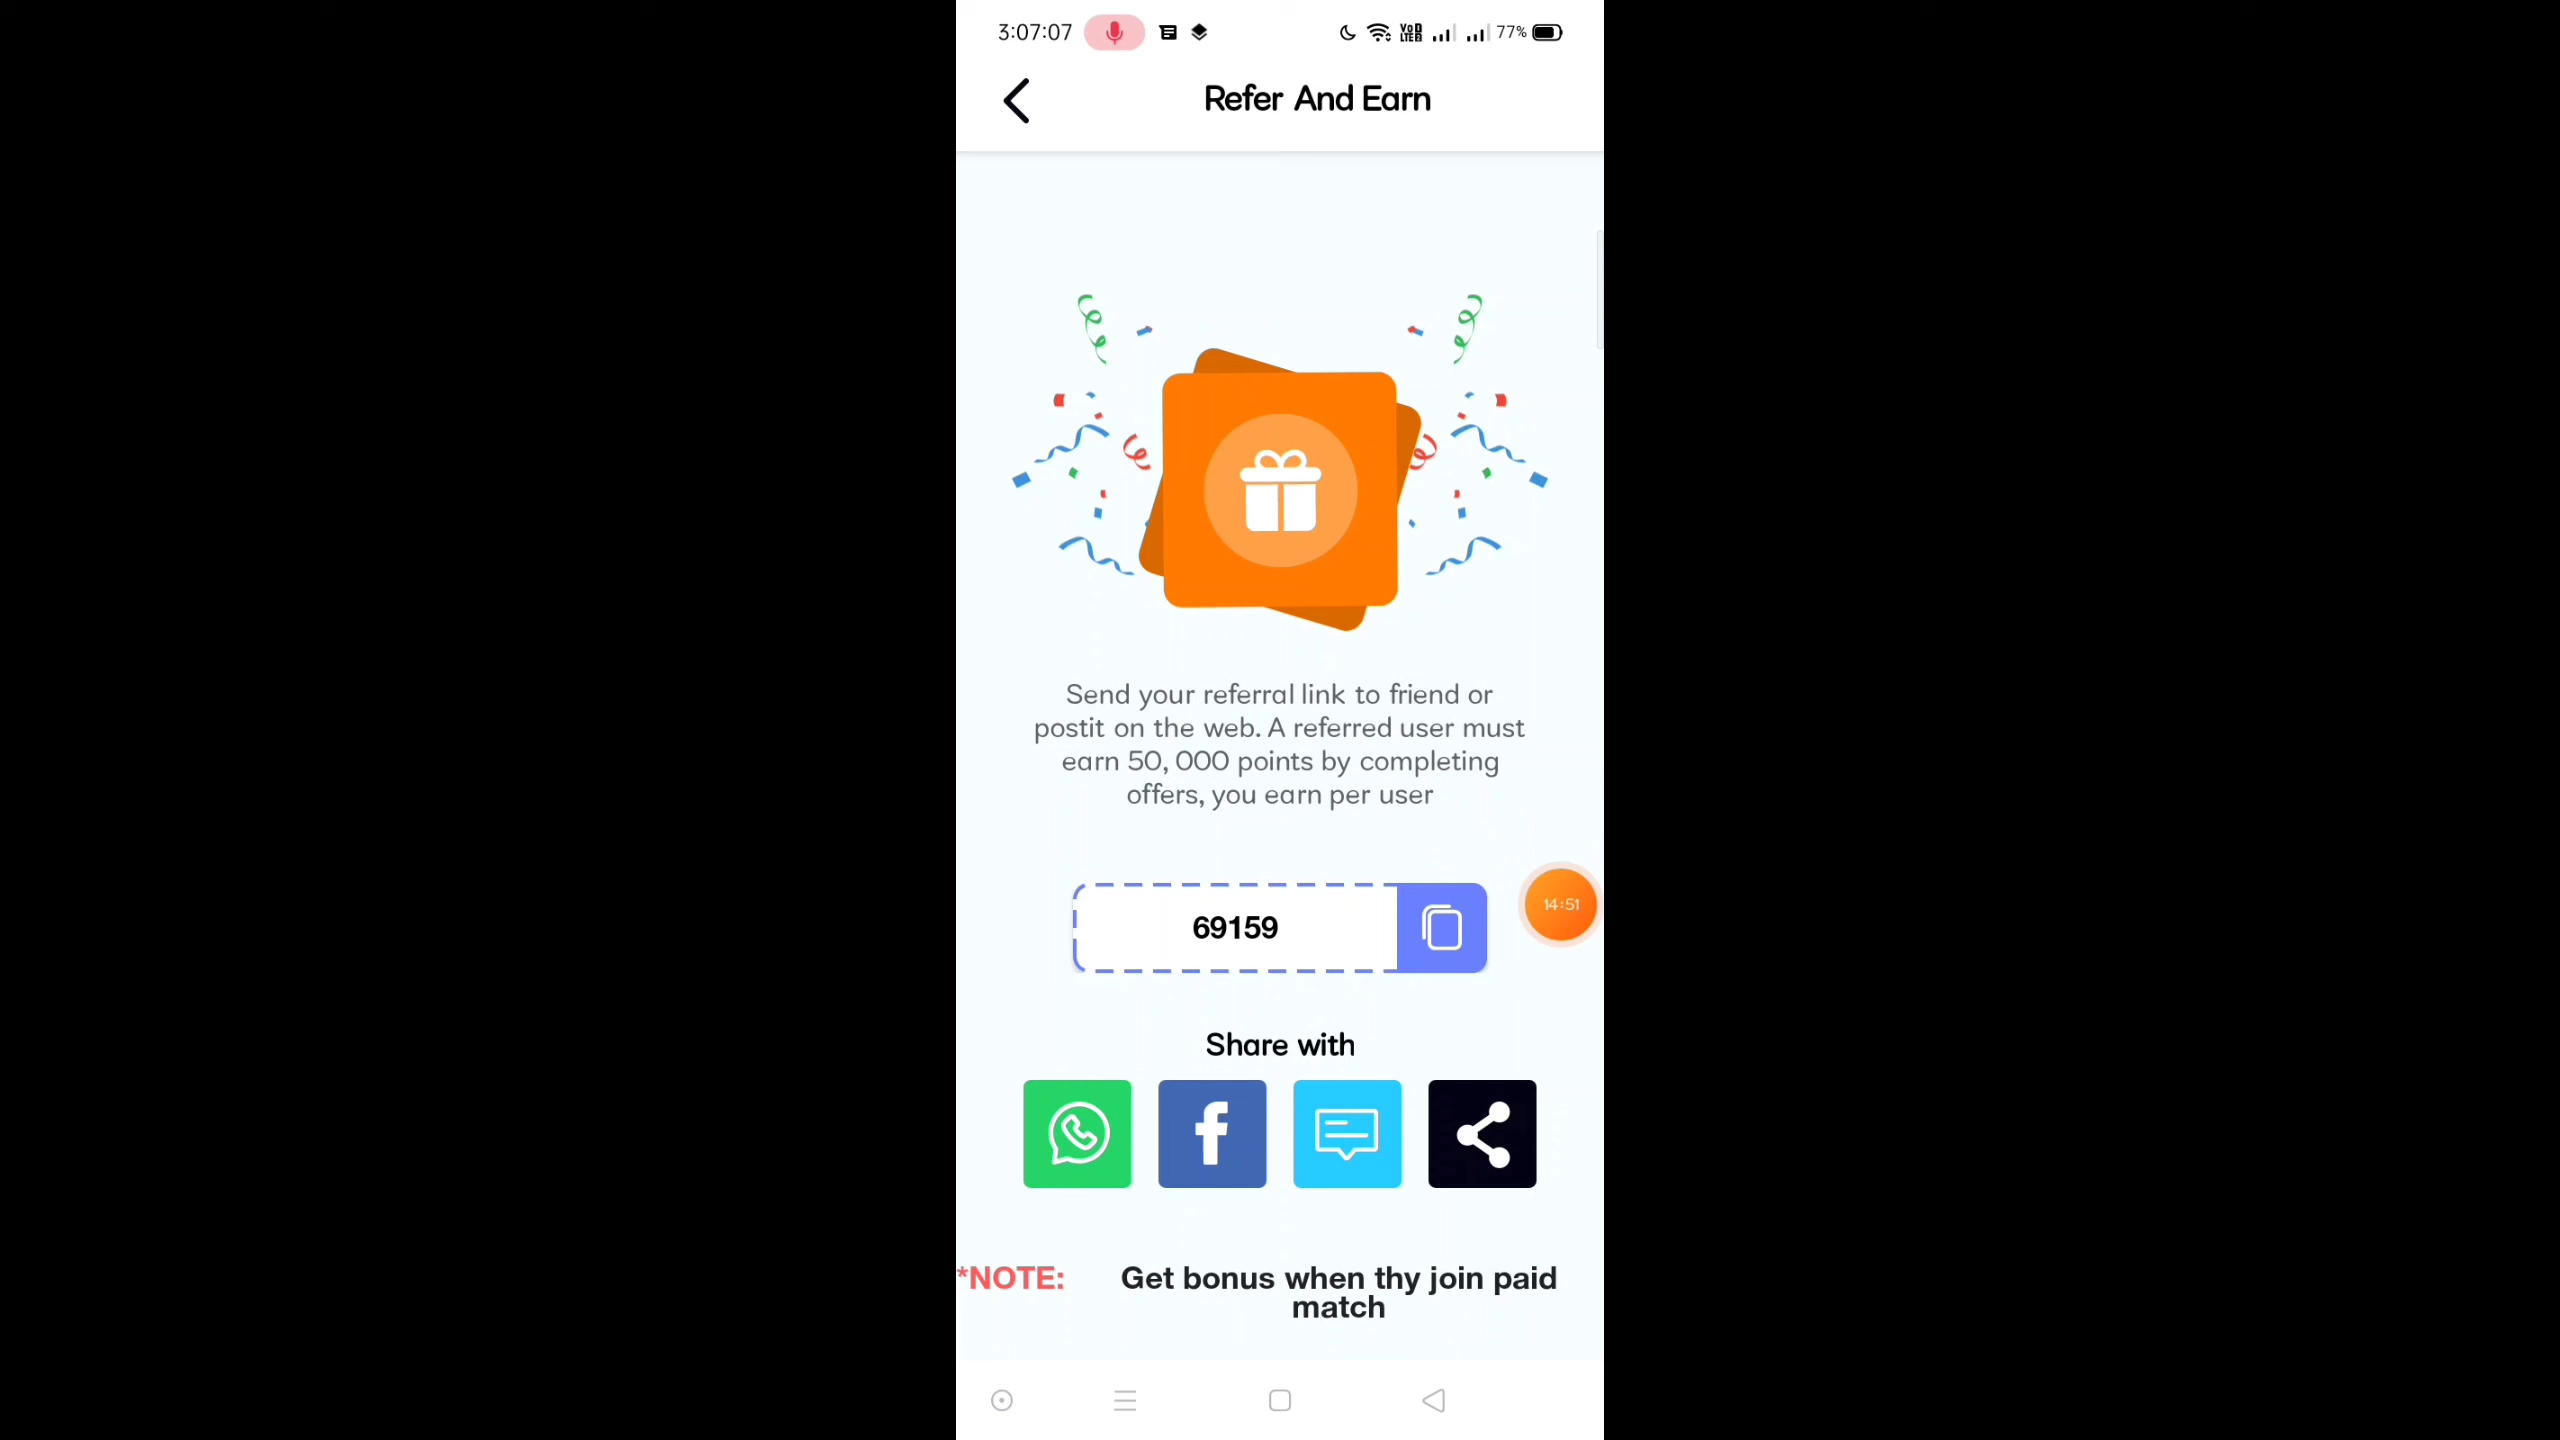 3:07:07
VoD
LTE2
77%
Refer And Earn
Send your referral link to friend or
postit on the web. A referred user must
earn 50, 000 points by completing
offers, you earn per user
69159
14:51
Share with
*NOTE: Get bonus when thy join paid
match